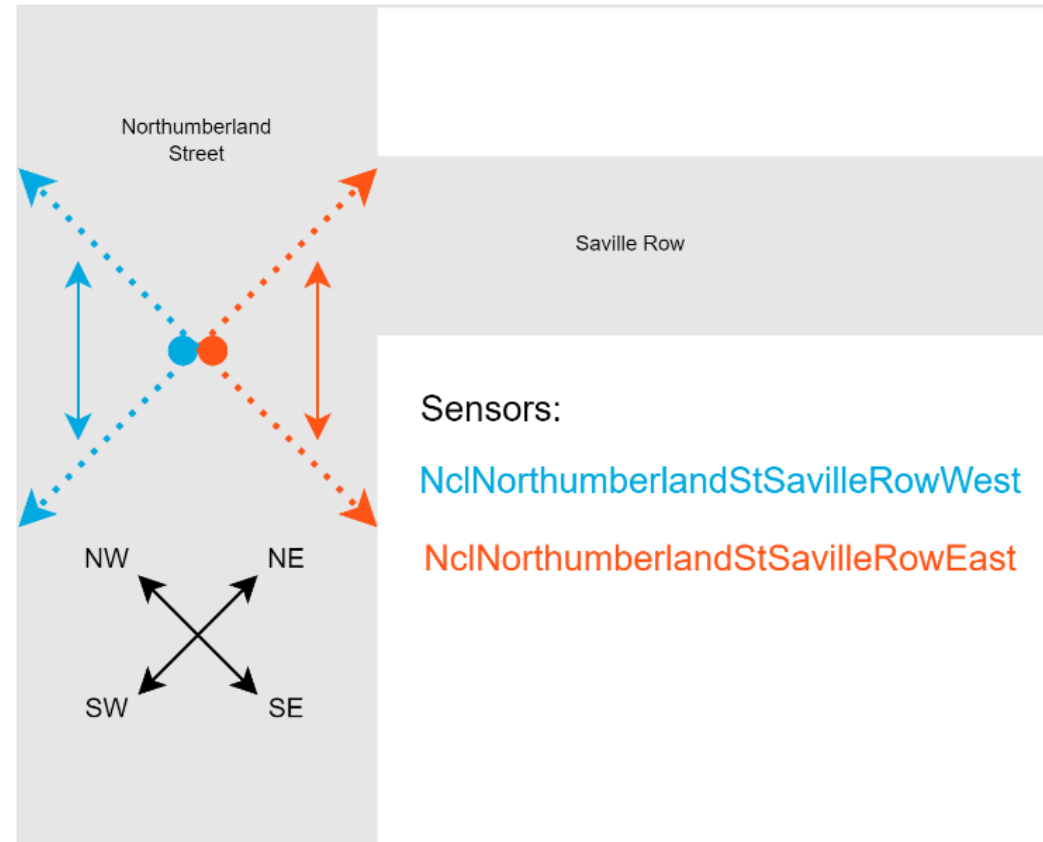 Northumberland
Street
Saville Row
Sensors:
NclNorthumberlandStSavilleRowWest
NclNorthumberlandStSavilleRowEast
NW NE
SW SE